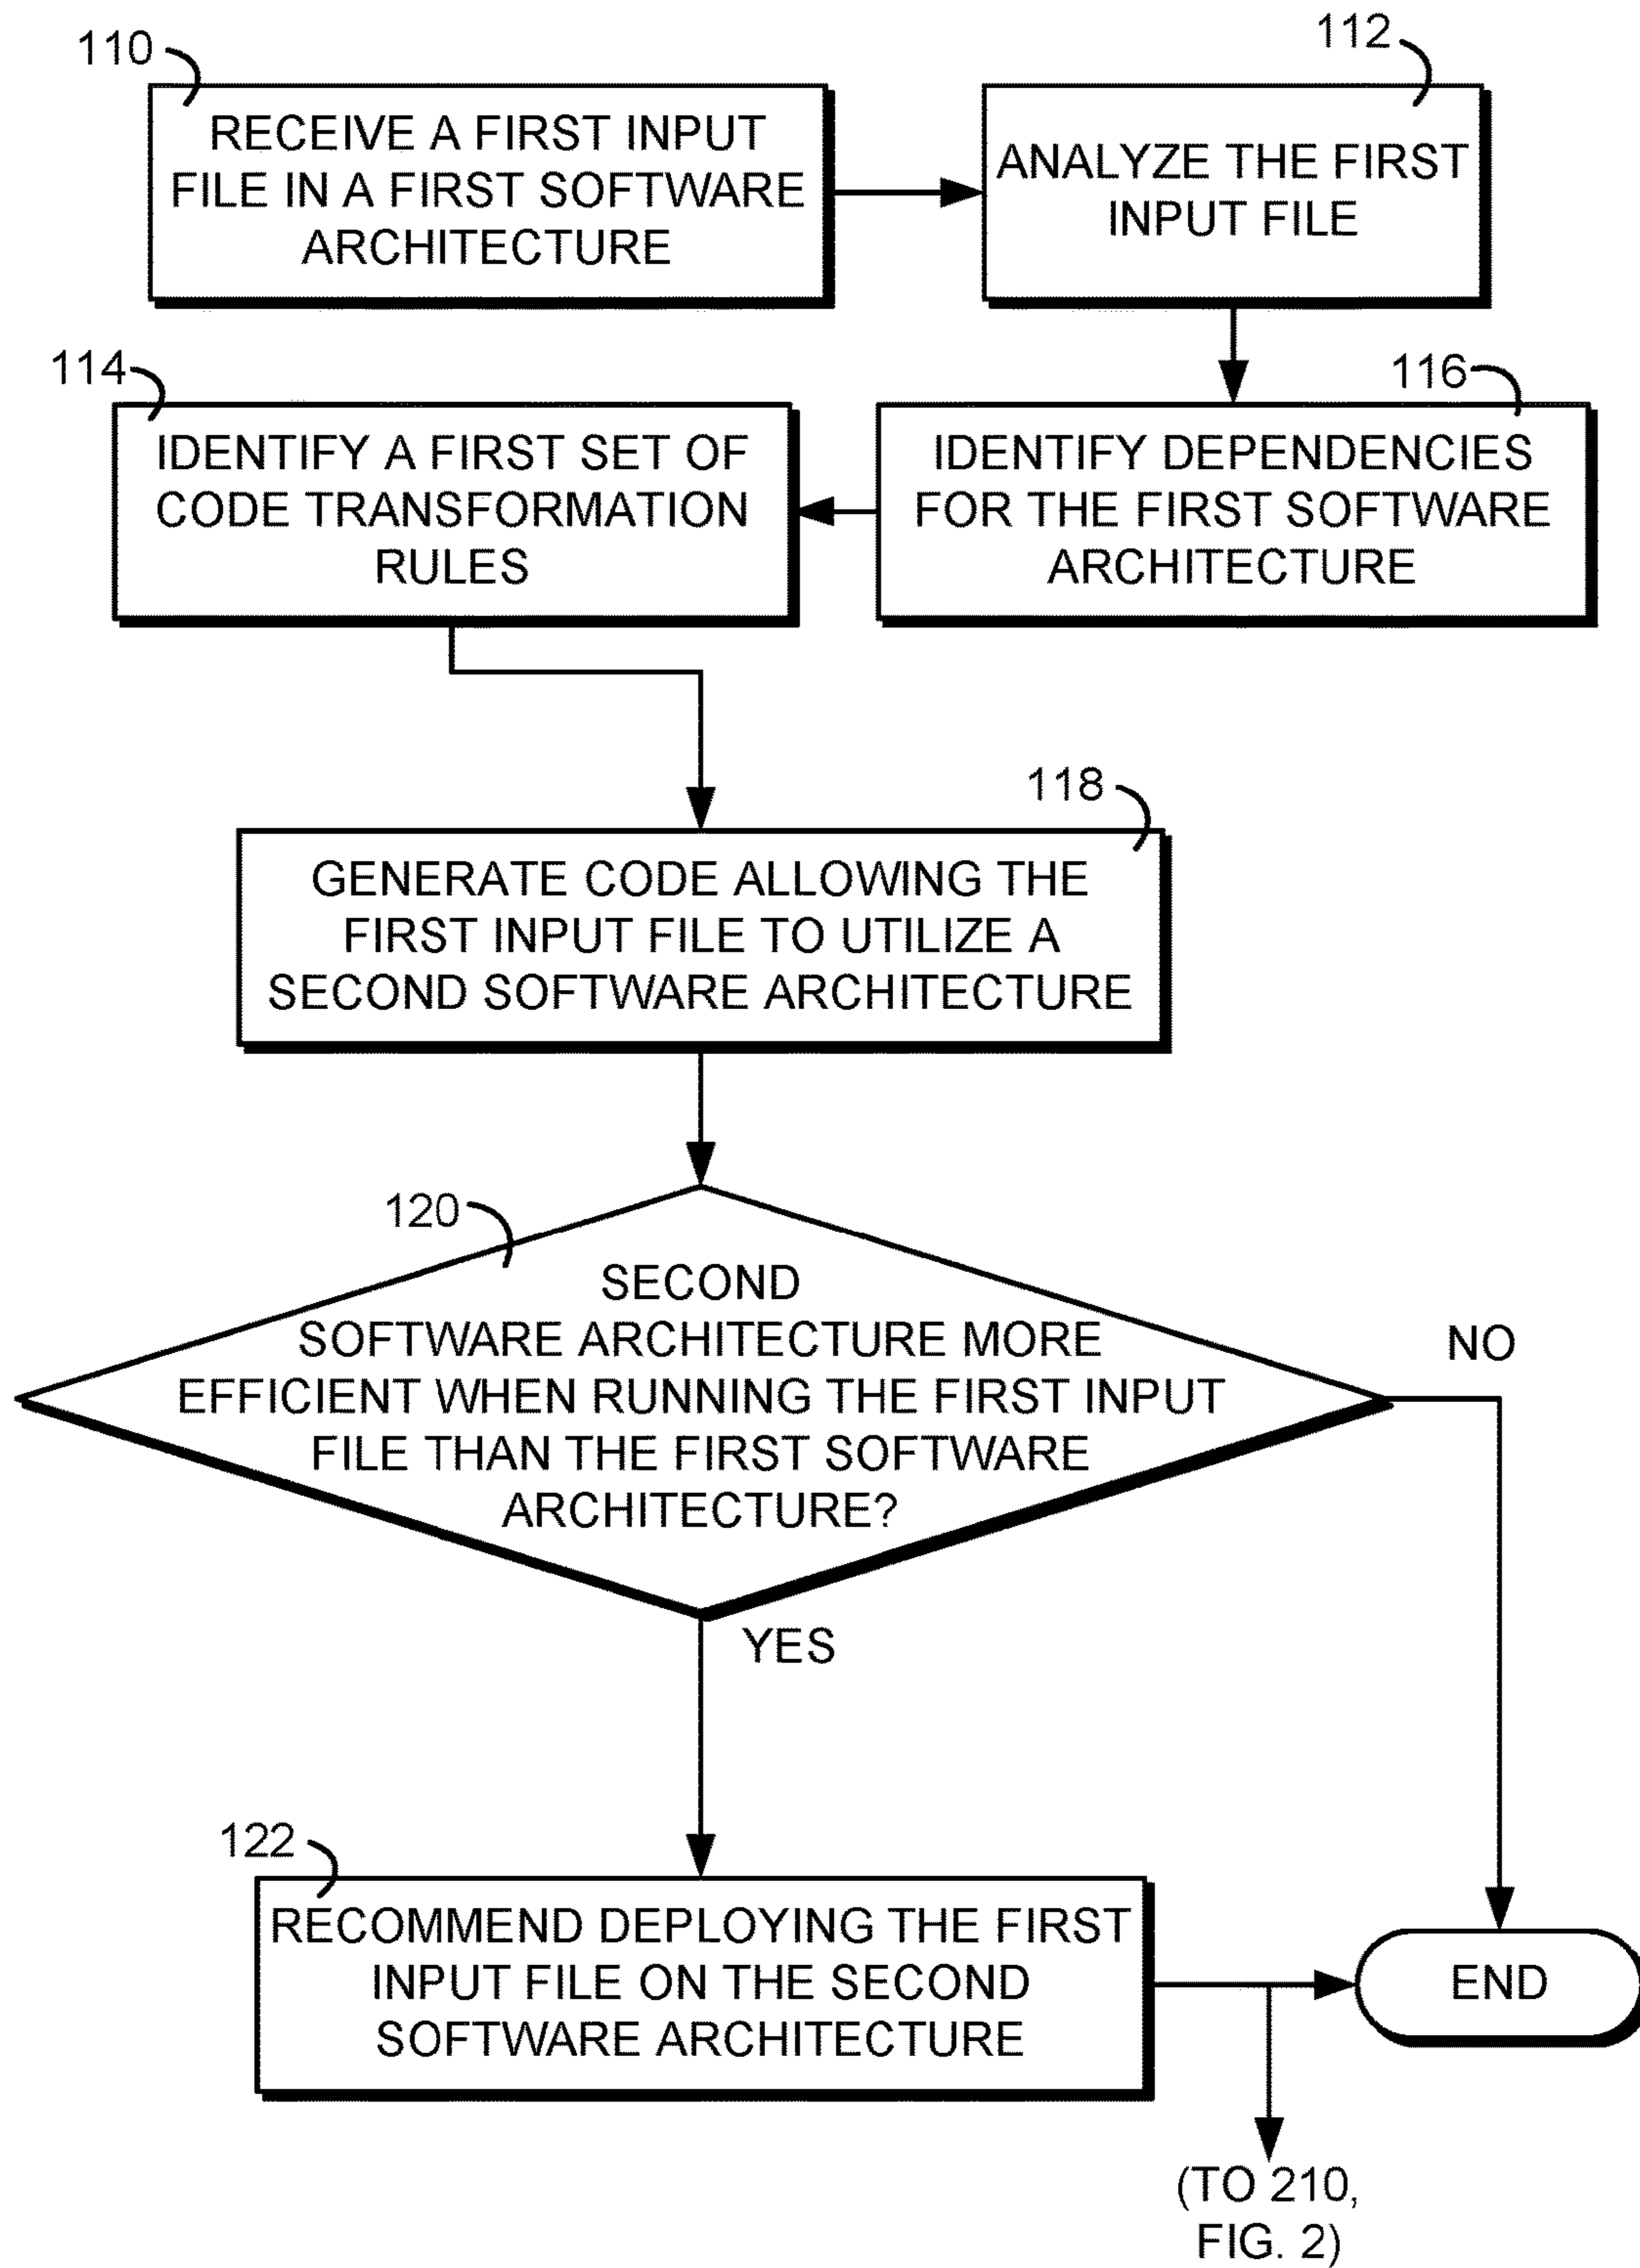 110
RECEIVE A FIRST INPUT
FILE IN A FIRST SOFTWARE
ARCHITECTURE
112
ANALYZE THE FIRST
INPUT FILE
114
IDENTIFY A FIRST SET OF
CODE TRANSFORMATION
RULES
116
IDENTIFY DEPENDENCIES
FOR THE FIRST SOFTWARE
ARCHITECTURE
118
GENERATE CODE ALLOWING THE
FIRST INPUT FILE TO UTILIZE A
SECOND SOFTWARE ARCHITECTURE
120
SECOND
SOFTWARE ARCHITECTURE MORE
EFFICIENT WHEN RUNNING THE FIRST INPUT
FILE THAN THE FIRST SOFTWARE
ARCHITECTURE?
NO
YES
122
RECOMMEND DEPLOYING THE FIRST
INPUT FILE ON THE SECOND
SOFTWARE ARCHITECTURE
END
(TO 210,
FIG. 2)